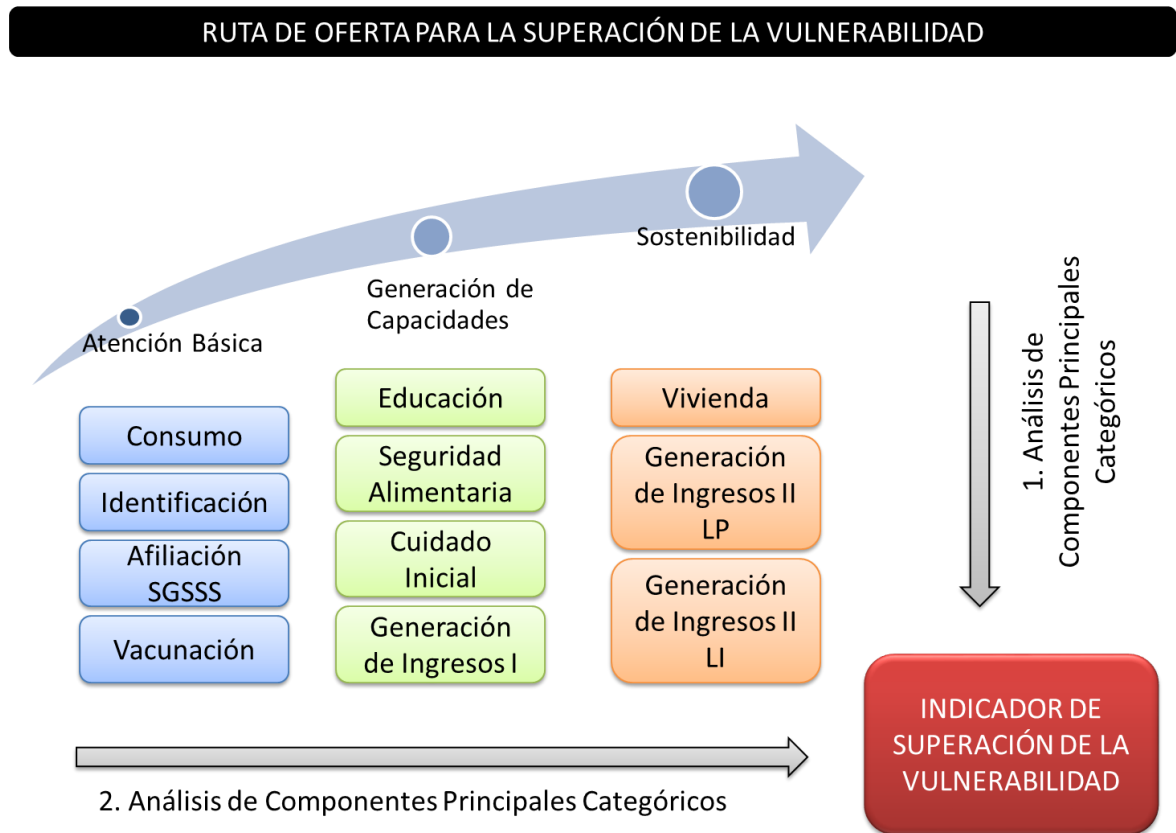 RUTA DE OFERTA PARA LA SUPERACIÓN DE LA VULNERABILIDAD
Sostenibilidad
Generación de
Capacidades
Atención Básica
Consumo
Identificación
Afiliación
SGSSS
Vacunación
Educación
Seguridad
Alimentaria
Cuidado
Inicial
Generación
de Ingresos I
Vivienda
Generación
de Ingresos II
LP
Generación
de Ingresos II
LI
1. Análisis de
Componentes Principales
Categóricos
INDICADOR DE
SUPERACIÓN DE LA
VULNERABILIDAD
2. Análisis de Componentes Principales Categóricos